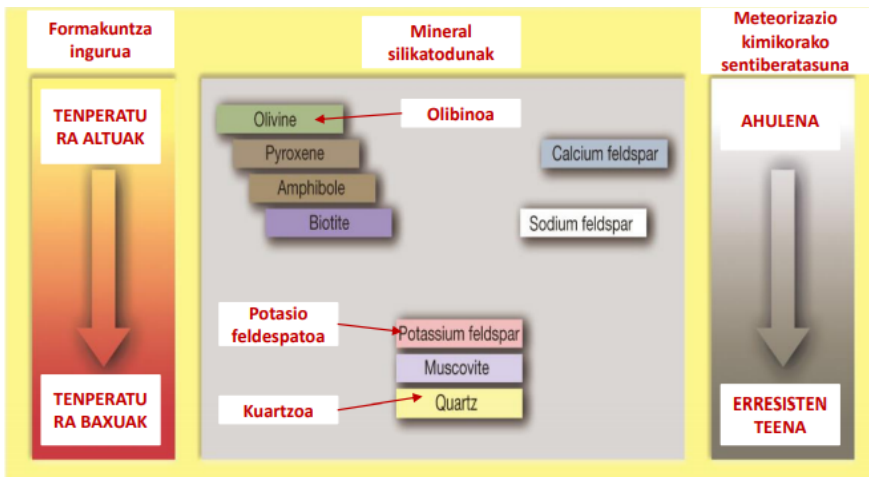 Formakuntza
ingurua
Mineral
silikatodunak
Meteorizazio
kimikorako
sentiberatasuna
TENPERATU
RA ALTUAK
Olivine
Olibinoa
AHULENA
Pyroxene
Calcium feldspar
Amphibole
Biotite
Sodium feldspar
Potasio
feldespatoa
Potassium feldspar
Muscovite
Kuartzoa
Quartz
TENPERATU
RA BAXUAK
ERRESISTEN
TEENA